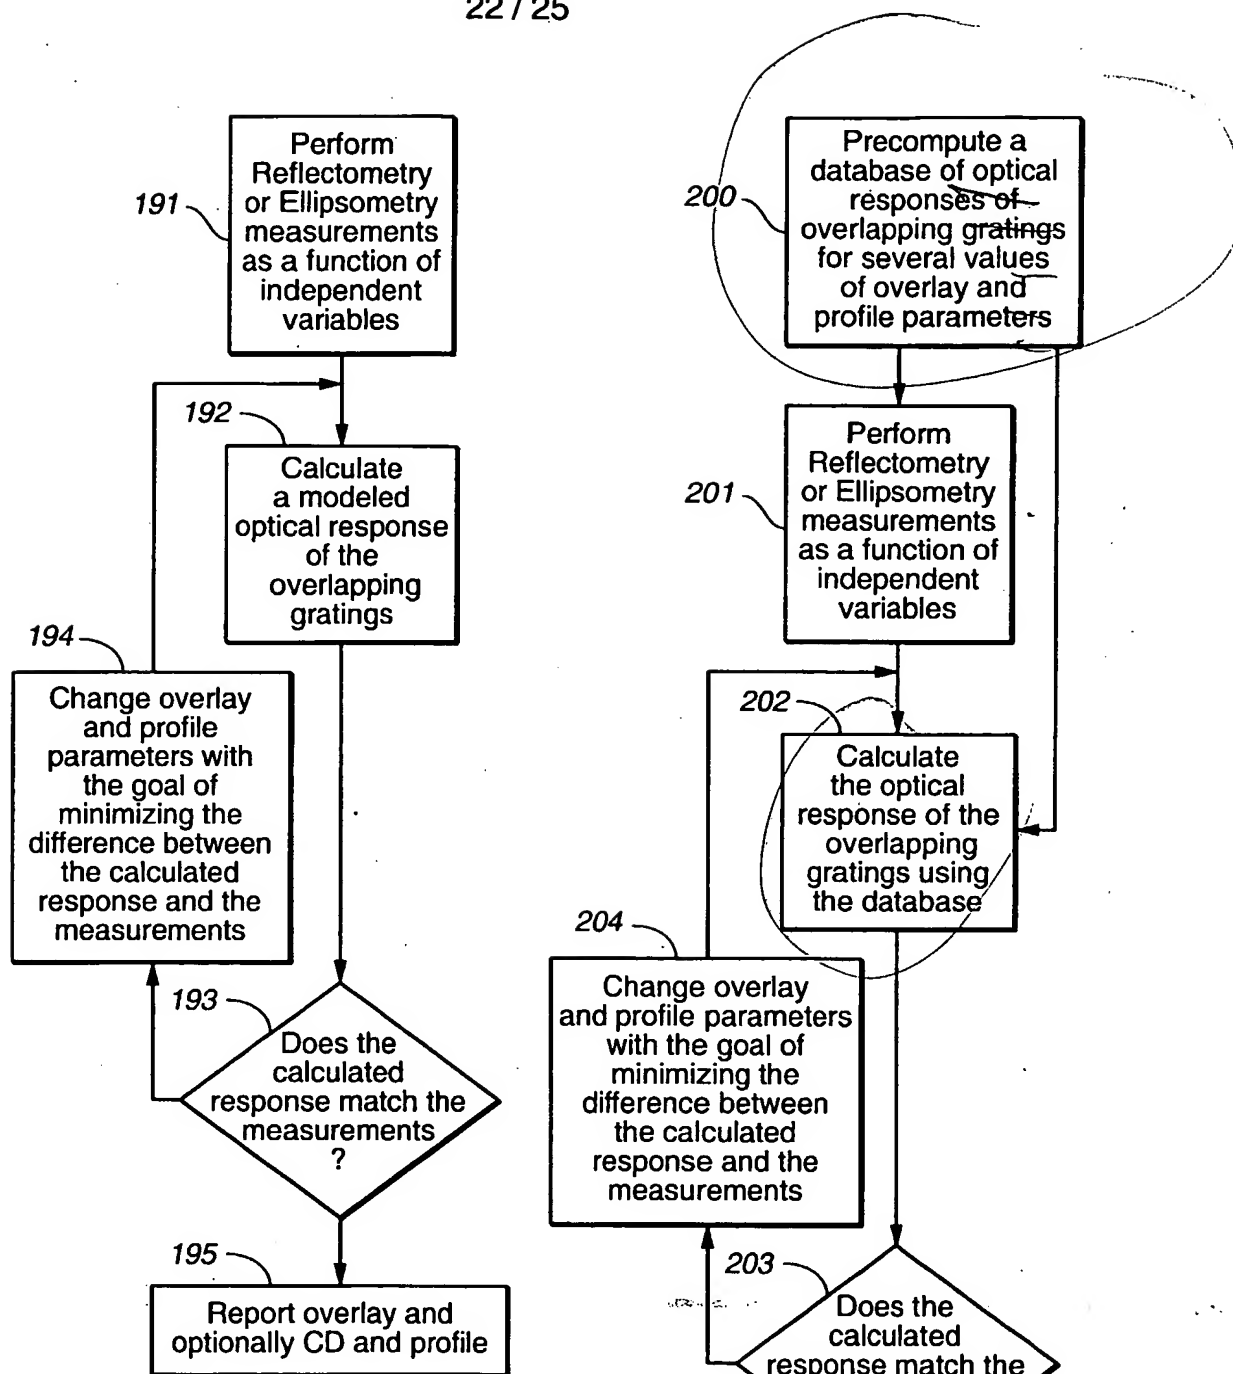 22 / 25
191
Perform
Reflectometry
or Ellipsometry
measurements
as a function of
independent
variables
192
Calculate
a modeled
optical response
of the
overlapping
gratings
194
Change overlay
and profile
parameters with
the goal of
minimizing the
difference between
the calculated
response and the
measurements
193
Does the
calculated
response match the
measurements
?
195
Report overlay and
optionally CD and profile
200
Precompute a
database of optical
responses of
overlapping gratings
for several values
of overlay and
profile parameters
201
Perform
Reflectometry
or Ellipsometry
measurements
as a function of
independent
variables
202
Calculate
the optical
response of the
overlapping
gratings using
the database
204
Change overlay
and profile parameters
with the goal of
minimizing the
difference between
the calculated
response and the
measurements
203
Does the
calculated
response match the